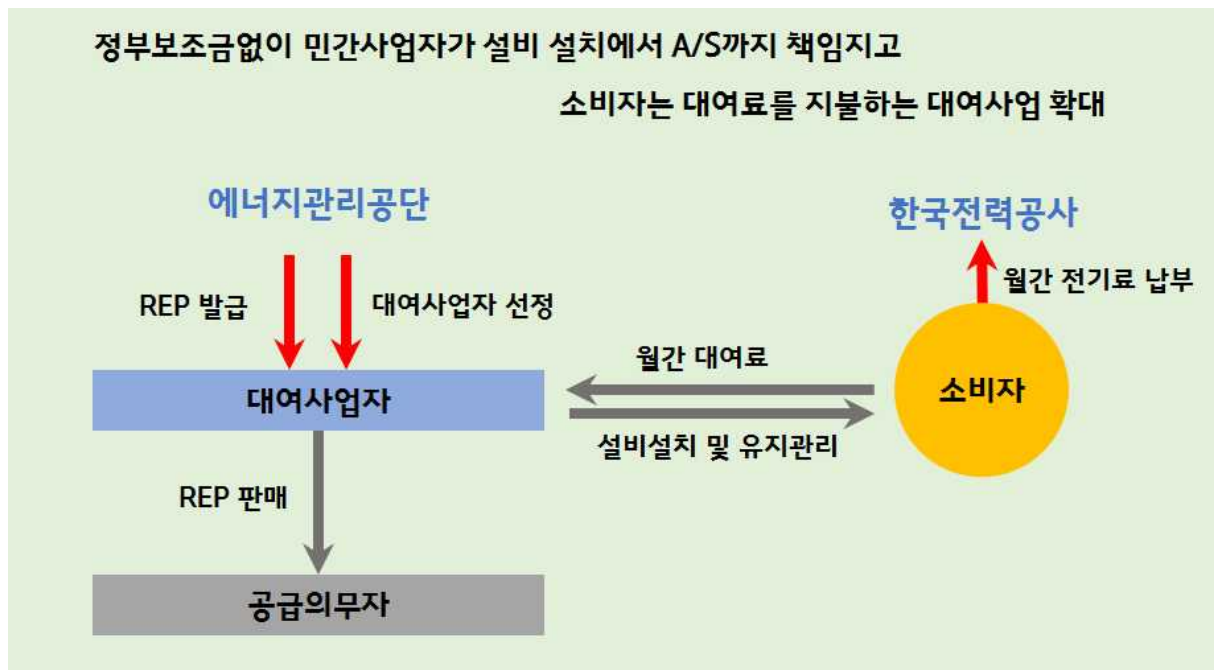 정부보조금없이 민간사업자가 설비 설치에서 A/S까지 책임지고
소비자는 대여료를 지불하는 대여사업 확대
에너지관리공단
한국전력공사
REP 발급
대여사업자 선정
월간 전기료 납부
대여사업자
월간 대여료
소비자
설비설치 및 유지관리
REP 판매
공급의무자